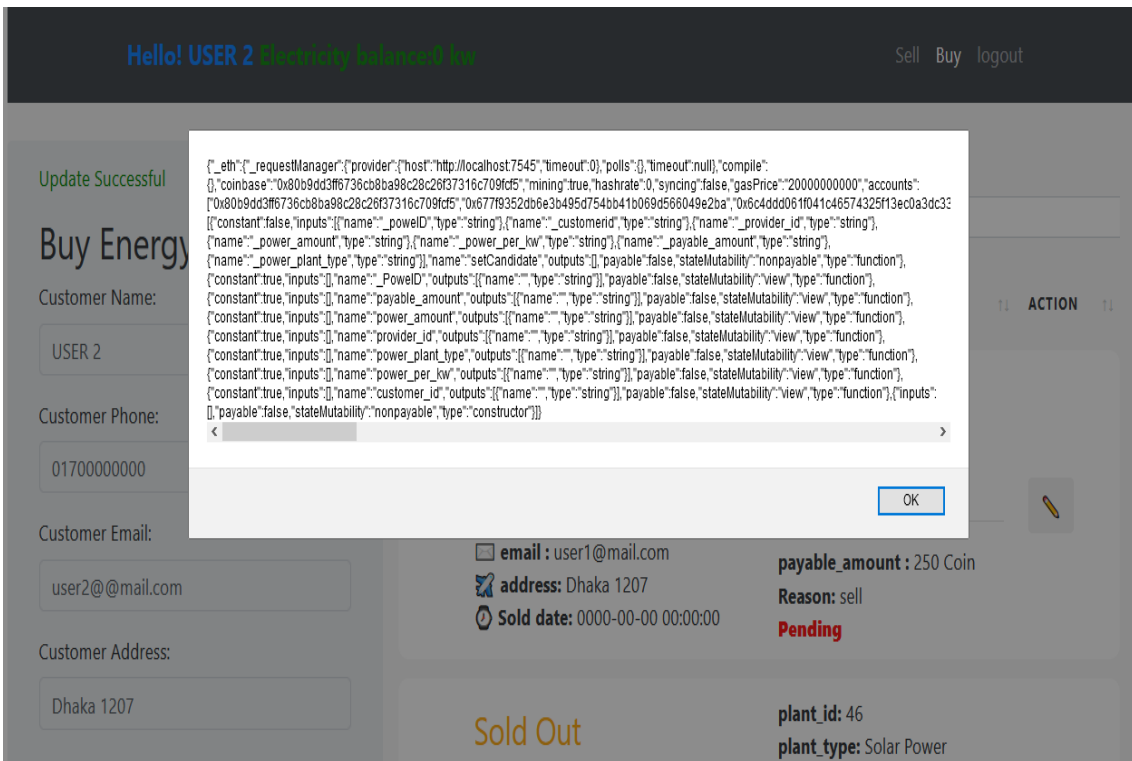 Hello! USER 2 Electricity balance:0 kw
Sell Buy logout
{"_eth":{"_requestManager":{"provider":{"host":"http://localhost:7545","timeout":0},"polls":{},"timeout":null},"compile":
{},"coinbase":"0x80b9dd3ff6736cb8ba98c28c26f37316c709fcf5","mining":true,"hashrate":0,"syncing":false,"gasPrice":"20000000000","accounts":
["0x80b9dd3ff6736cb8ba98c28c26f37316c709fcf5","0x677f9352db6e3b495d754bb41b069d566049e2ba","0x6c4ddd061f041c46574325f13ec0a3dc33
[{"constant":false,"inputs":[{"name":"_poweID","type":"string"},{"name":"_customerid","type":"string"},{"name":"_provider_id","type":"string"},
{"name":"_power_amount","type":"string"},{"name":"_power_per_kw","type":"string"},{"name":"_payable_amount","type":"string"},
{"name":"_power_plant_type","type":"string"}],"name":"setCandidate","outputs":[],"payable":false,"stateMutability":"nonpayable","type":"function"},
{"constant":true,"inputs":[],"name":"_PoweID","outputs":[{"name":"","type":"string"}],"payable":false,"stateMutability":"view","type":"function"},
{"constant":true,"inputs":[],"name":"payable_amount","outputs":[{"name":"","type":"string"}],"payable":false,"stateMutability":"view","type":"function"},
{"constant":true,"inputs":[],"name":"power_amount","outputs":[{"name":"","type":"string"}],"payable":false,"stateMutability":"view","type":"function"},
{"constant":true,"inputs":[],"name":"provider_id","outputs":[{"name":"","type":"string"}],"payable":false,"stateMutability":"view","type":"function"},
{"constant":true,"inputs":[],"name":"power_plant_type","outputs":[{"name":"","type":"string"}],"payable":false,"stateMutability":"view","type":"function"},
{"constant":true,"inputs":[],"name":"power_per_kw","outputs":[{"name":"","type":"string"}],"payable":false,"stateMutability":"view","type":"function"},
{"constant":true,"inputs":[],"name":"customer_id","outputs":[{"name":"","type":"string"}],"payable":false,"stateMutability":"view","type":"function"},{"inputs":
[],"payable":false,"stateMutability":"nonpayable","type":"constructor"}]}
OK
Update Successful
Buy Energy
Customer Name:
USER 2
Customer Phone:
01700000000
Customer Email:
user2@@mail.com
Customer Address:
Dhaka 1207
ACTION
email : user1@mail.com
address: Dhaka 1207
Sold date: 0000-00-00 00:00:00
payable_amount : 250 Coin
Reason: sell
Pending
Sold Out
plant_id: 46
plant_type: Solar Power